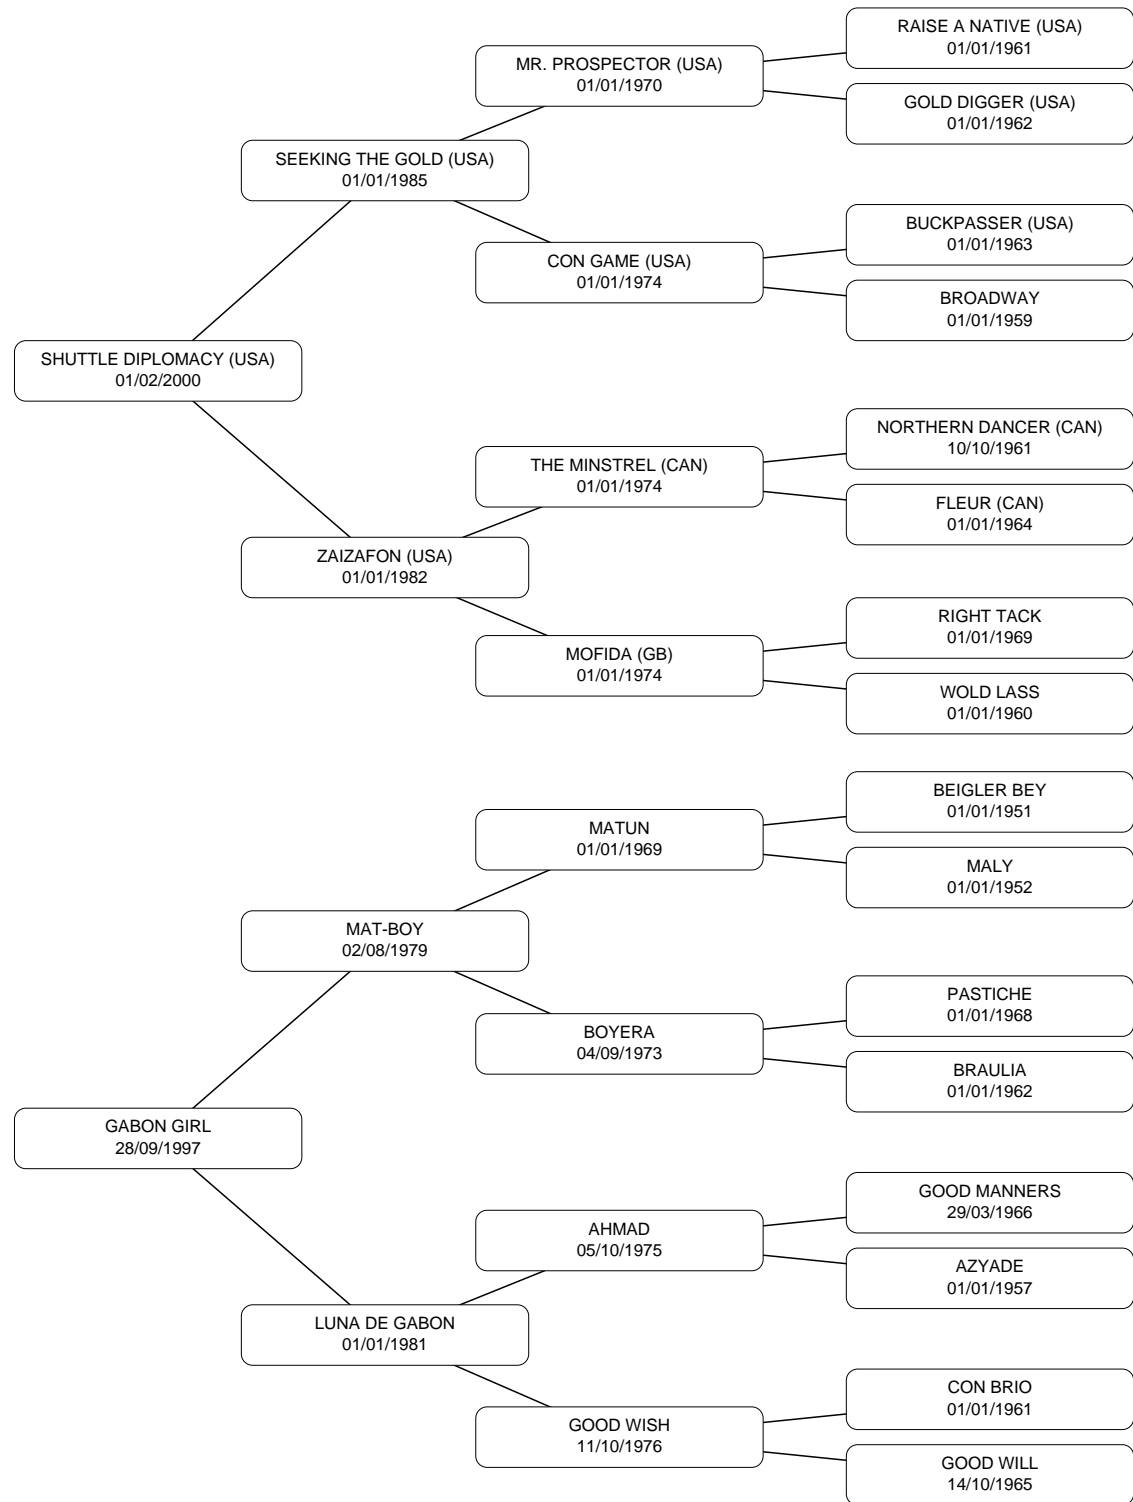 RAISE A NATIVE (USA)
01/01/1961
MR. PROSPECTOR (USA)
01/01/1970
GOLD DIGGER (USA)
01/01/1962
SEEKING THE GOLD (USA)
01/01/1985
BUCKPASSER (USA)
01/01/1963
CON GAME (USA)
01/01/1974
BROADWAY
01/01/1959
SHUTTLE DIPLOMACY (USA)
01/02/2000
NORTHERN DANCER (CAN)
10/10/1961
THE MINSTREL (CAN)
01/01/1974
FLEUR (CAN)
01/01/1964
ZAIZAFON (USA)
01/01/1982
RIGHT TACK
01/01/1969
MOFIDA (GB)
01/01/1974
WOLD LASS
01/01/1960
BEIGLER BEY
01/01/1951
MATUN
01/01/1969
MALY
01/01/1952
MAT-BOY
02/08/1979
PASTICHE
01/01/1968
BOYERA
04/09/1973
BRAULIA
01/01/1962
GABON GIRL
28/09/1997
GOOD MANNERS
29/03/1966
AHMAD
05/10/1975
AZYADE
01/01/1957
LUNA DE GABON
01/01/1981
CON BRIO
01/01/1961
GOOD WISH
11/10/1976
GOOD WILL
14/10/1965